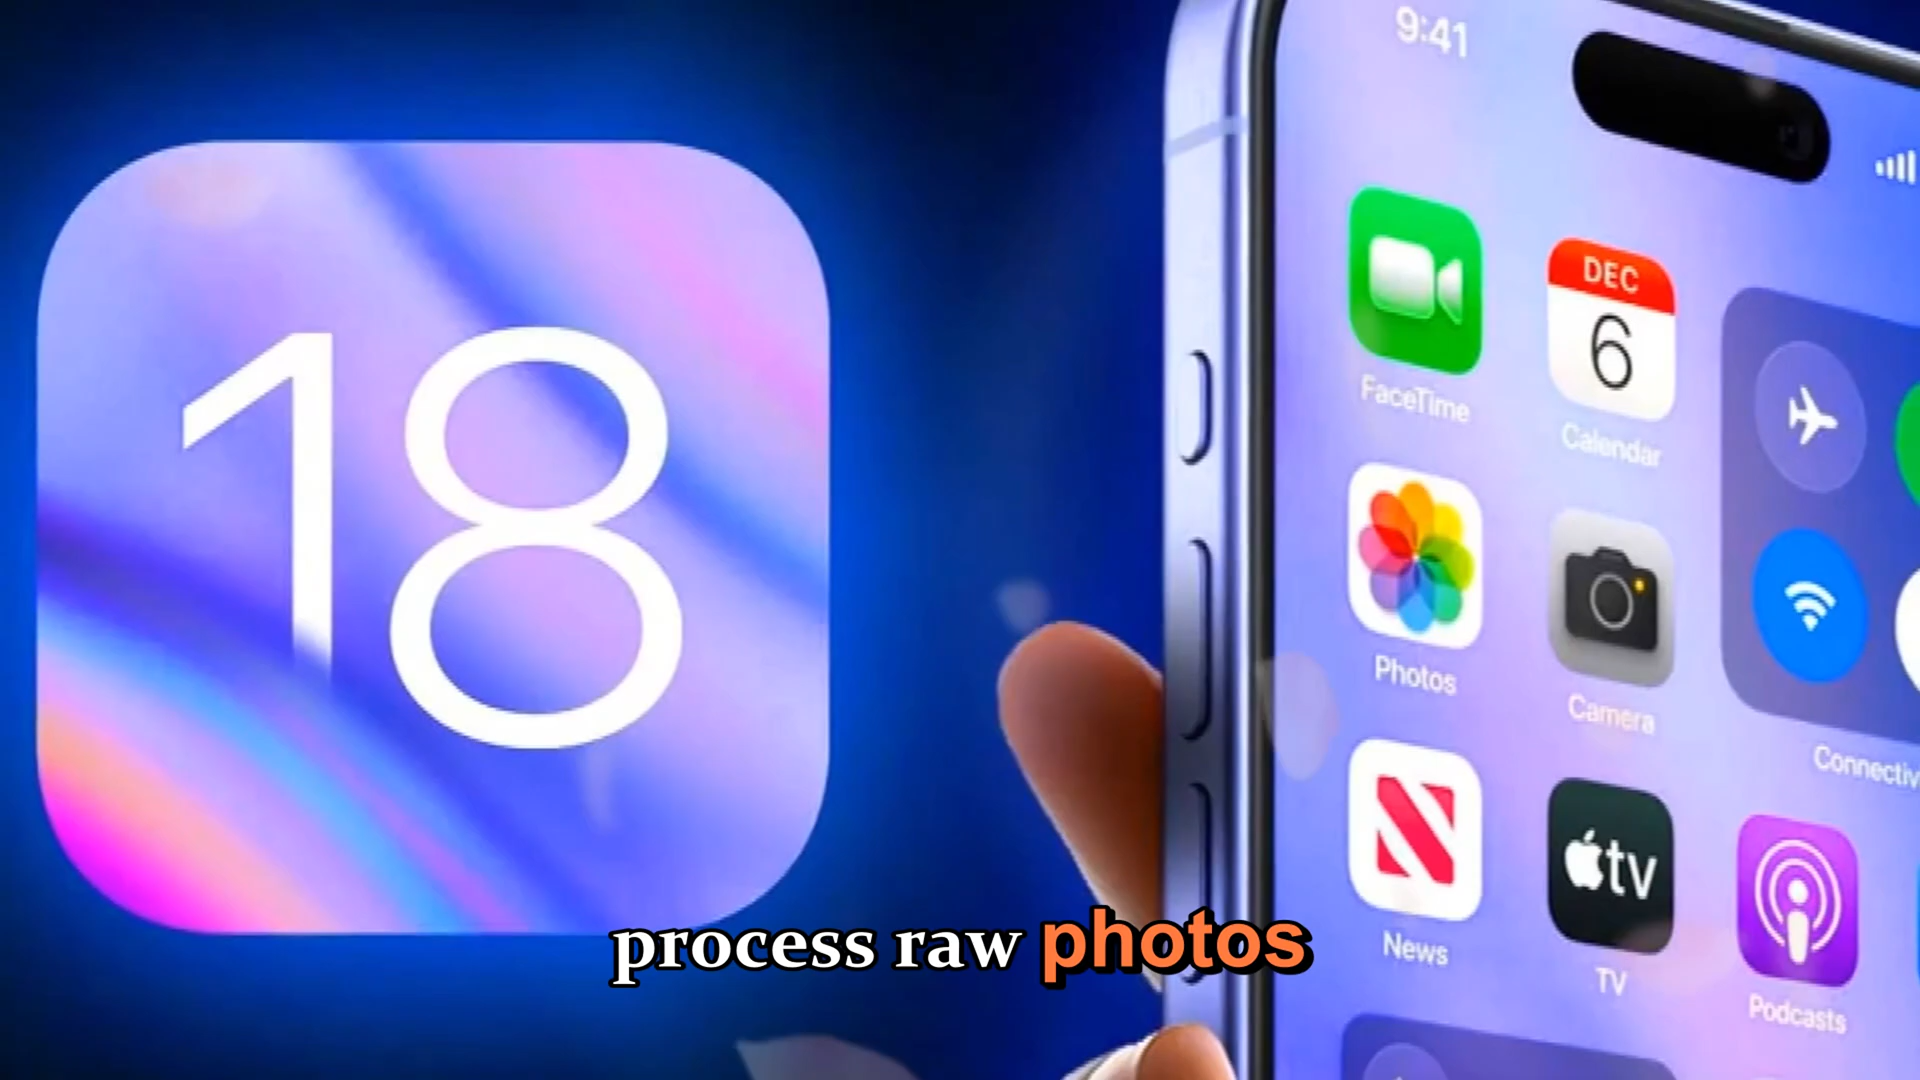 18
9:41
FaceTime
DEC
6
Calendar
Photos
Camera
Connectiv
News
tv
TV
Podcasts
process raw photos